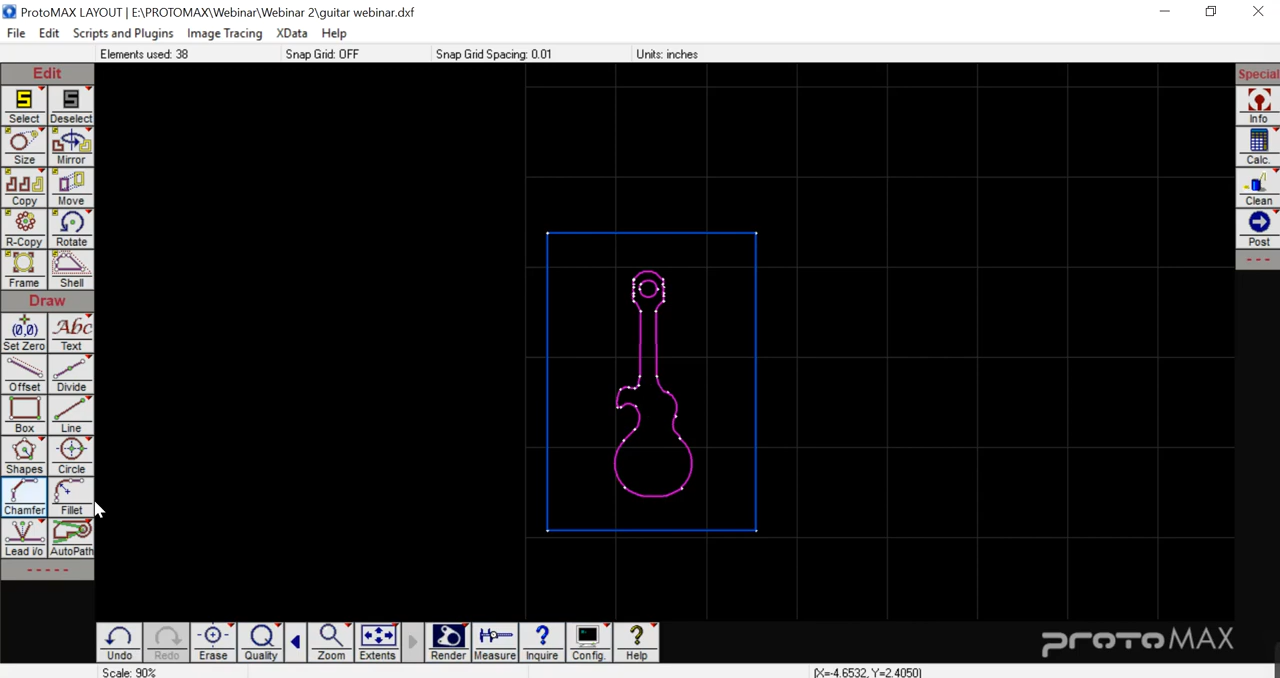 ProtoMAX LAYOUT | E:\PROTOMAX\Webinar\Webinar 2\guitar webinar.dxf
File Edit Scripts and Plugins Image Tracing XData Help
Elements used: 38 Snap Grid: OFF Snap Grid Spacing: 0.01 Units: inches
Edit
Select Deselect
Size Mirror
Copy Move
R-Copy Rotate
Frame Shell
Draw
(0,0) Abc
Set Zero Text
Offset Divide
Box Line
Shapes Circle
Chamfer Fillet
Lead i/o AutoPath
Special
Info
Calc.
Clean
Post
Undo Redo Erase Quality Zoom Extents Render Measure Inquire Config. Help
PROTOMAX
Scale: 90% (X=-4.6532, Y=2.4050)